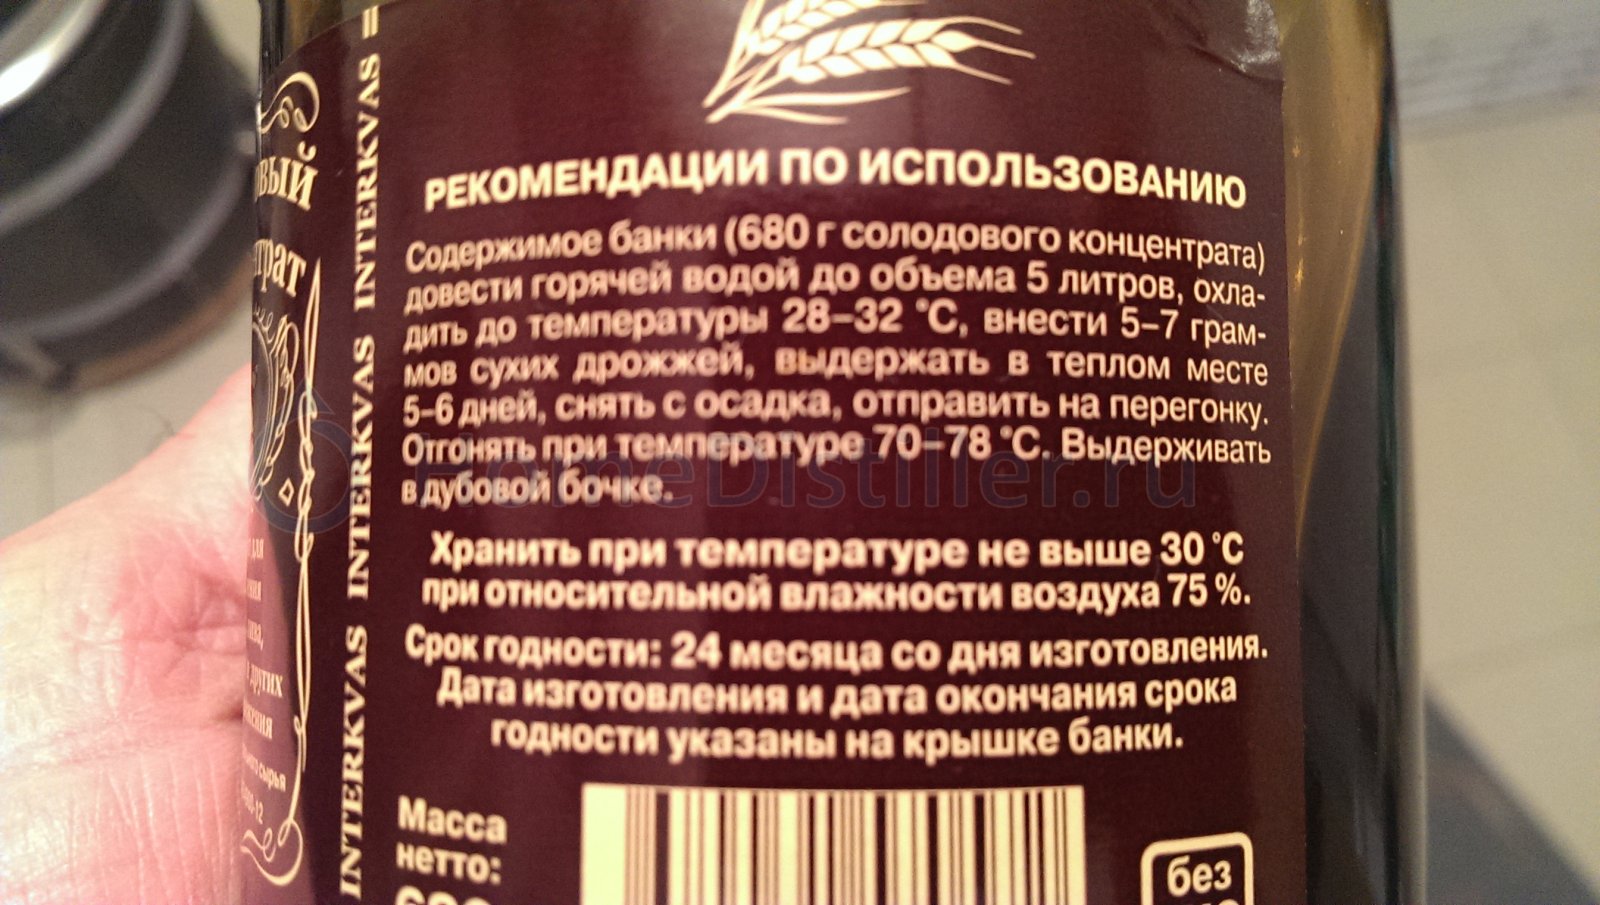 РЕКОМЕНДАЦИИ ПО ИСПОЛЬЗОВАНИЮ
Содержимое банки (680 г солодового концентрата)
довести горячей водой до объема 5 литров, охла-
дить до температуры 28–32 °С, внести 5–7 грам-
мов сухих дрожжей, выдержать в теплом месте
5–6 дней, снять с осадка, отправить на перегонку.
Отгонять при температуре 70–78 °С. Выдерживать
в дубовой бочке.
Хранить при температуре не выше 30 °С
при относительной влажности воздуха 75 %.
Срок годности: 24 месяца со дня изготовления.
Дата изготовления и дата окончания срока
годности указаны на крышке банки.
Масса
нетто:
без
INTERKVAS INTERKVAS INTERKVAS INTERKVAS
других
сырья
HomeDistiller.ru